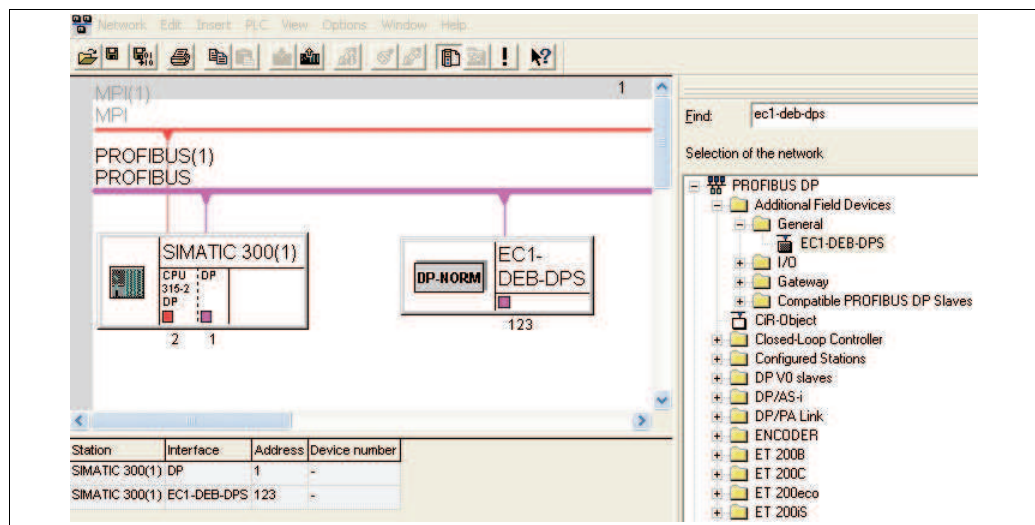 Network Edit Insert PLC View Options Window Help
MPI(1)
MPI
1
PROFIBUS(1)
PROFIBUS
SIMATIC 300(1)
CPU 315-2 DP
DP
2 1
DP-NORM
EC1-
DEB-DPS
123
Station Interface Address Device number
SIMATIC 300(1) DP 1 -
SIMATIC 300(1) EC1-DEB-DPS 123 -
Find: ec1-deb-dps
Selection of the network
PROFIBUS DP
Additional Field Devices
General
EC1-DEB-DPS
I/O
Gateway
Compatible PROFIBUS DP Slaves
CiR-Object
Closed-Loop Controller
Configured Stations
DP V0 slaves
DP/AS-i
DP/PA Link
ENCODER
ET 200B
ET 200C
ET 200eco
ET 200iS